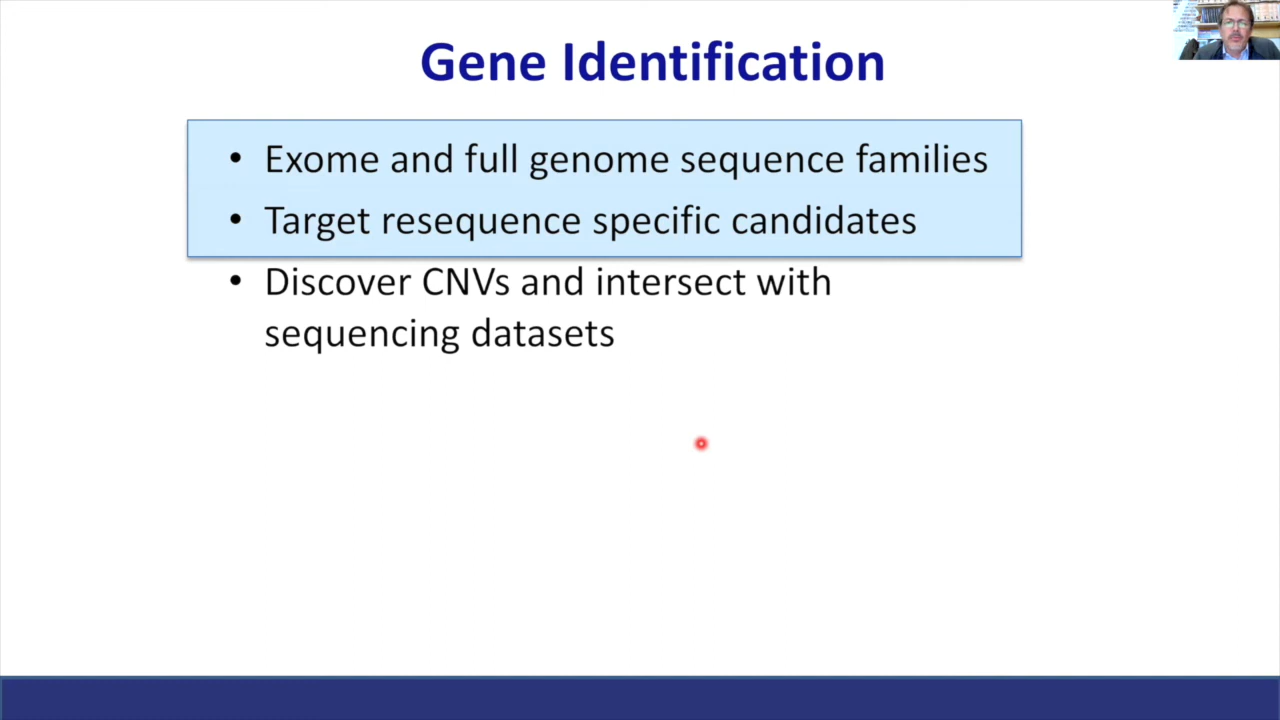 Gene Identification
• Exome and full genome sequence families
• Target resequence specific candidates
• Discover CNVs and intersect with
sequencing datasets